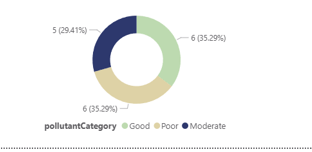 5 (29.41%)
6 (35.29%)
6 (35.29%)
pollutantCategory Good Poor Moderate